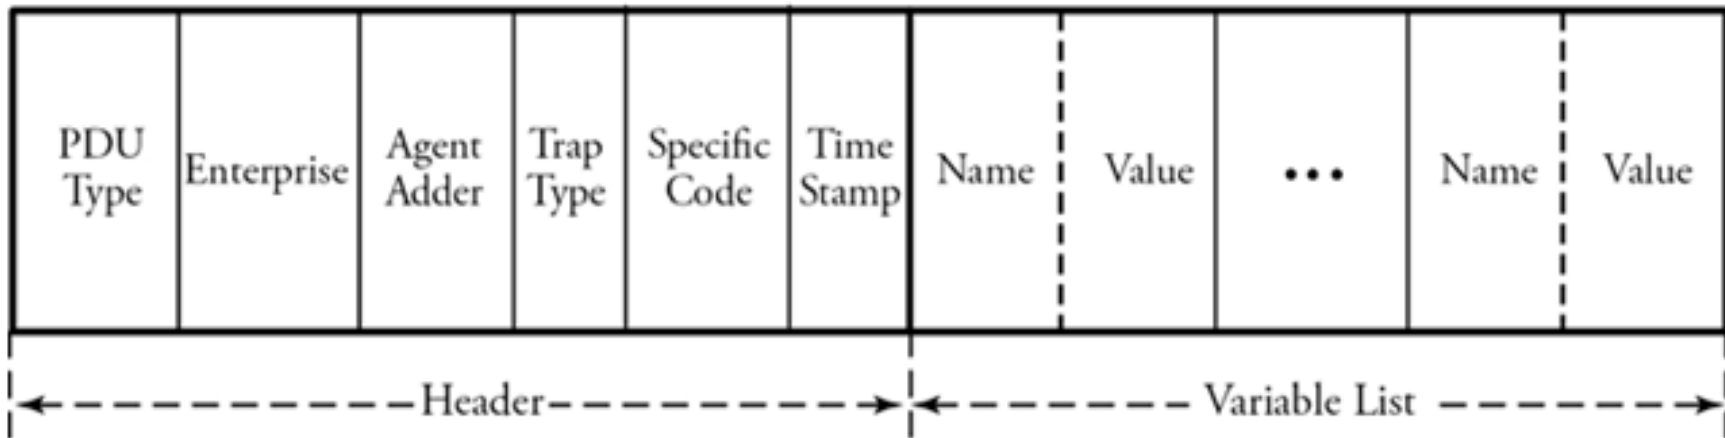 PDU
Type
Enterprise
Agent
Adder
Trap
Type
Specific
Code
Time
Stamp
Name
Value
...
Name
Value
Header
Variable List